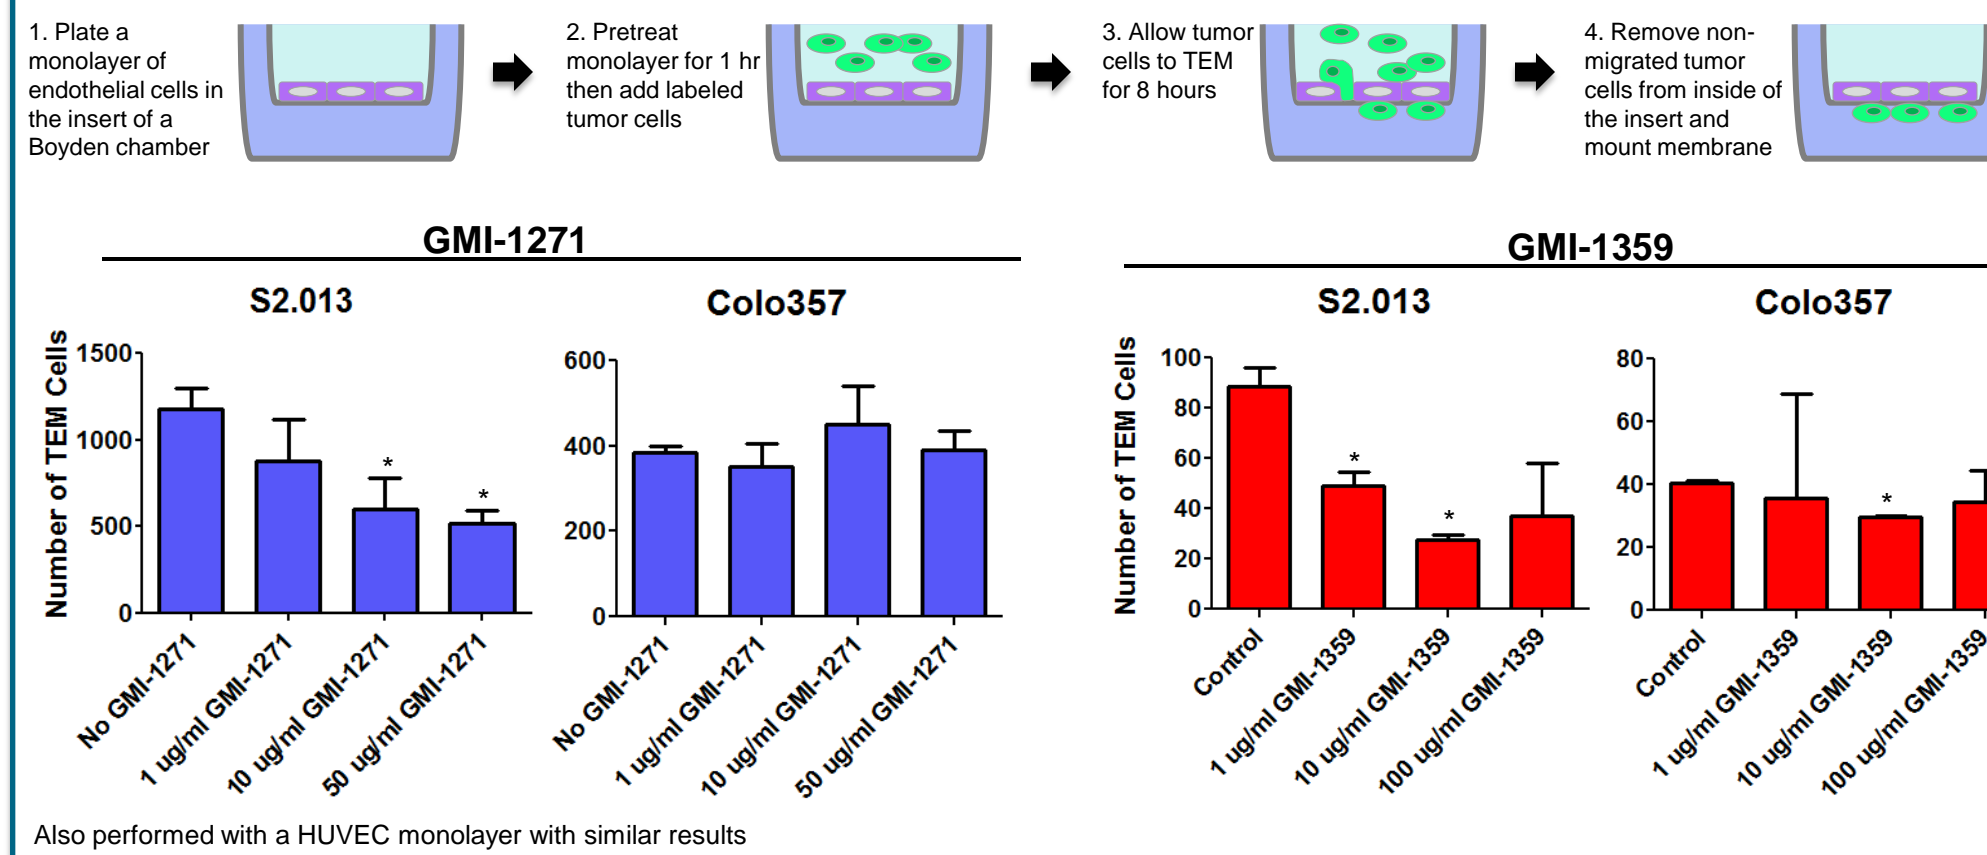 1. Plate a
monolayer of
endothelial cells in
the insert of a
Boyden chamber
2. Pretreat
monolayer for 1 hr
then add labeled
tumor cells
3. Allow tumor
cells to TEM
for 8 hours
4. Remove non-
migrated tumor
cells from inside of
the insert and
mount membrane
GMI-1271
S2.013
Number of TEM Cells
1500
1000
500
0
*
*
No GMI-1271
1 ug/ml GMI-1271
10 ug/ml GMI-1271
50 ug/ml GMI-1271
Colo357
600
400
200
0
No GMI-1271
1 ug/ml GMI-1271
10 ug/ml GMI-1271
50 ug/ml GMI-1271
GMI-1359
S2.013
Number of TEM Cells
100
80
60
40
20
0
*
*
Control
1 ug/ml GMI-1359
10 ug/ml GMI-1359
100 ug/ml GMI-1359
Colo357
80
60
40
20
0
*
Control
1 ug/ml GMI-1359
10 ug/ml GMI-1359
100 ug/ml GMI-1359
Also performed with a HUVEC monolayer with similar results